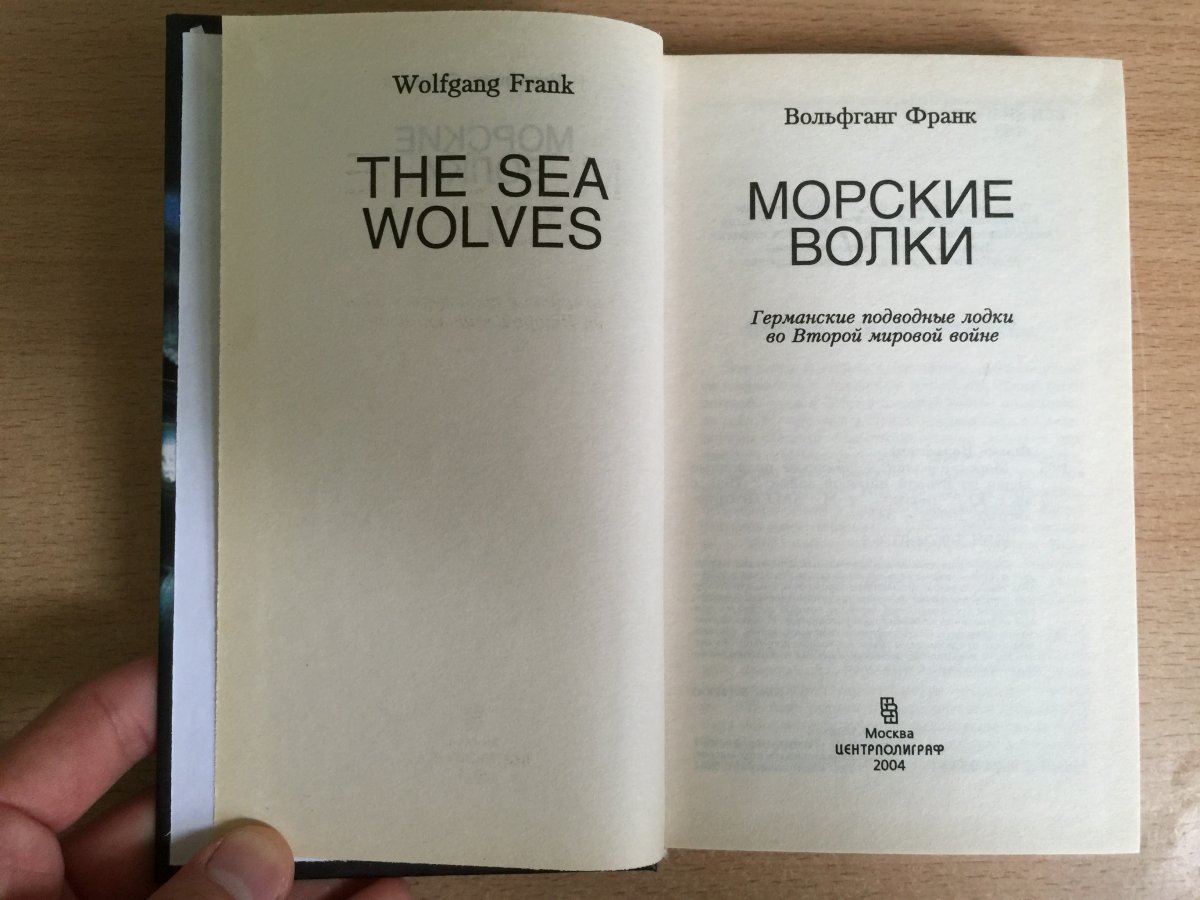 Wolfgang Frank
THE SEA
WOLVES
Вольфганг Франк
МОРСКИЕ
ВОЛКИ
Германские подводные лодки
во Второй мировой войне
Москва
ЦЕНТРПОЛИГРАФ
2004